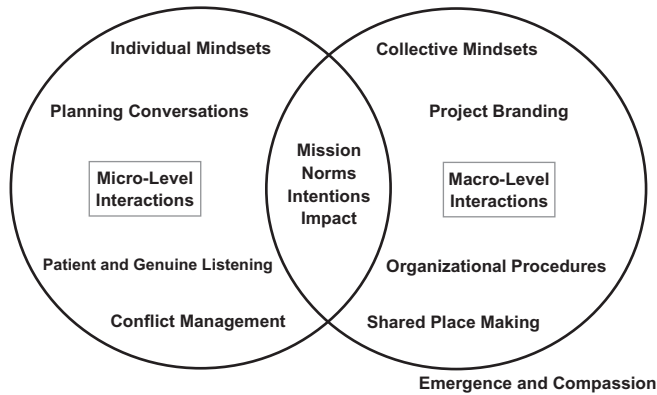 Individual Mindsets
Planning Conversations
Micro-Level
Interactions
Patient and Genuine Listening
Conflict Management
Mission
Norms
Intentions
Impact
Collective Mindsets
Project Branding
Macro-Level
Interactions
Organizational Procedures
Shared Place Making
Emergence and Compassion